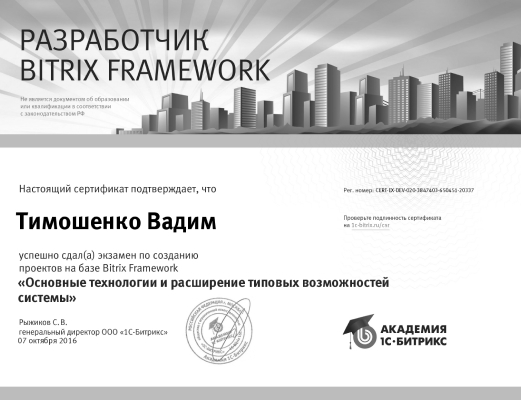 РАЗРАБОТЧИК
BITRIX FRAMEWORK
Не является документов об образовании
или квалификации в соответствии
с законодательством РФ
Настоящий сертификат подтверждает, что
Рег. номер: CERT-EX-DEV-020-3847403-650451-20337
Тимошенко Вадим
Проверьте подлинность сертификата
на 1c-bitrix.ru/cer
успешно сдал(а) экзамен по созданию
проектов на базе Bitrix Framework
«Основные технологии и расширение типовых возможностей
системы»
Рыжиков С. В.
генеральный директор ООО «1С-Битрикс»
07 октября 2016
АКАДЕМИЯ
1С-БИТРИКС